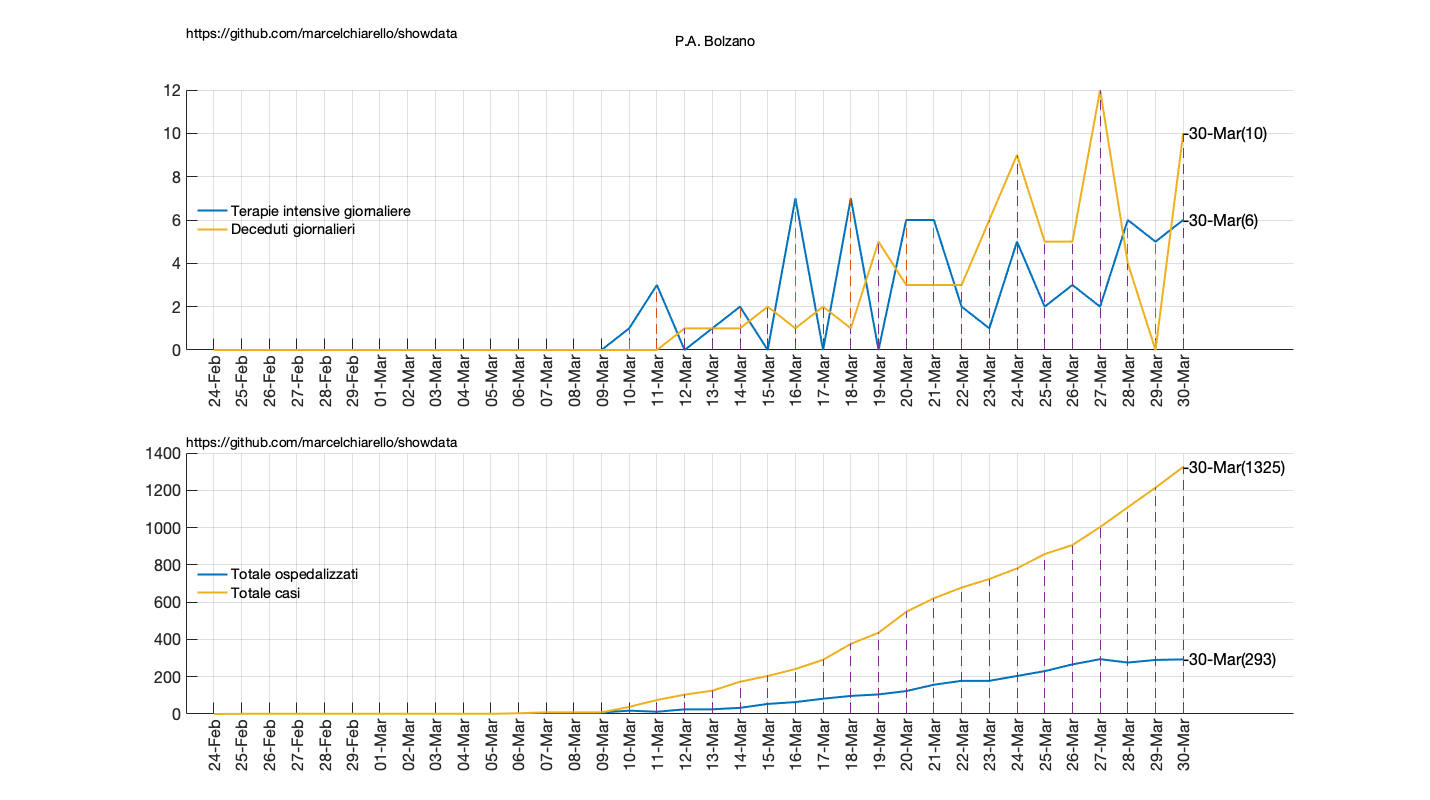 https://github.com/marcelchiarello/showdata
P.A. Bolzano
12
10
8
6
4
2
0
Terapie intensive giornaliere
Deceduti giornalieri
30-Mar(10)
30-Mar(6)
24-Feb
25-Feb
26-Feb
27-Feb
28-Feb
29-Feb
01-Mar
02-Mar
03-Mar
04-Mar
05-Mar
06-Mar
07-Mar
08-Mar
09-Mar
10-Mar
11-Mar
12-Mar
13-Mar
14-Mar
15-Mar
16-Mar
17-Mar
18-Mar
19-Mar
20-Mar
21-Mar
22-Mar
23-Mar
24-Mar
25-Mar
26-Mar
27-Mar
28-Mar
29-Mar
30-Mar
https://github.com/marcelchiarello/showdata
1400
1200
1000
800
600
400
200
0
Totale ospedalizzati
Totale casi
30-Mar(1325)
30-Mar(293)
24-Feb
25-Feb
26-Feb
27-Feb
28-Feb
29-Feb
01-Mar
02-Mar
03-Mar
04-Mar
05-Mar
06-Mar
07-Mar
08-Mar
09-Mar
10-Mar
11-Mar
12-Mar
13-Mar
14-Mar
15-Mar
16-Mar
17-Mar
18-Mar
19-Mar
20-Mar
21-Mar
22-Mar
23-Mar
24-Mar
25-Mar
26-Mar
27-Mar
28-Mar
29-Mar
30-Mar